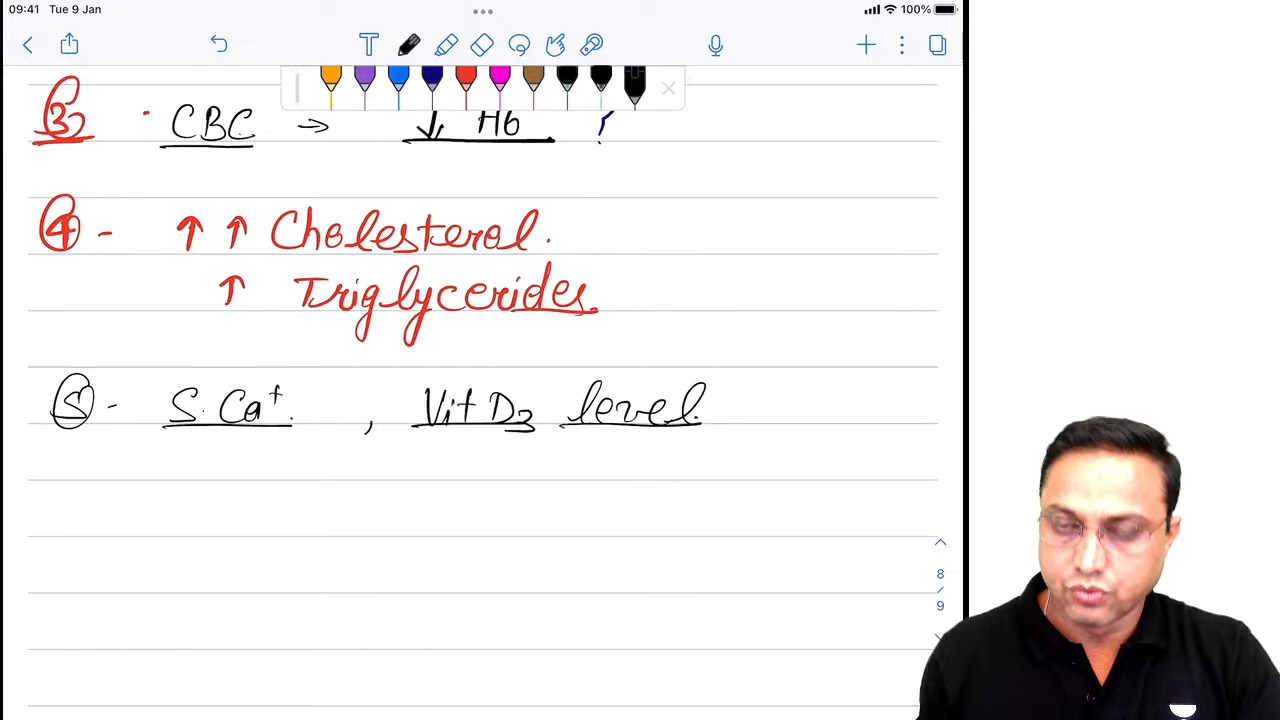 09:41 Tue 9 Jan
100%
3 CBC → ↓ Hb
4 - ↑ ↑ Cholesterol.
↑ Triglycerides
5 - S. Ca+ , Vit D3 level.
8
9